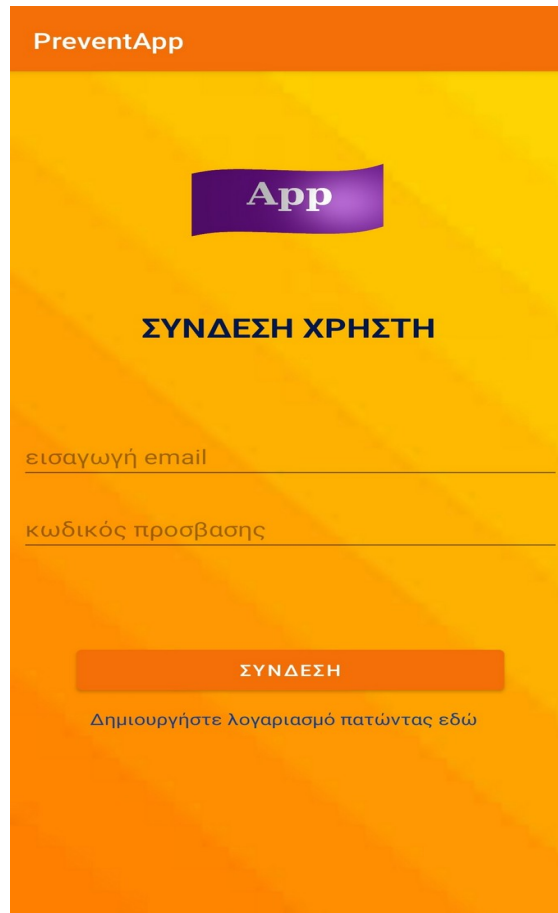 PreventApp
App
ΣΥΝΔΕΣΗ ΧΡΗΣΤΗ
εισαγωγή email
κωδικός προσβασης
ΣΥΝΔΕΣΗ
Δημιουργήστε λογαριασμό πατώντας εδώ